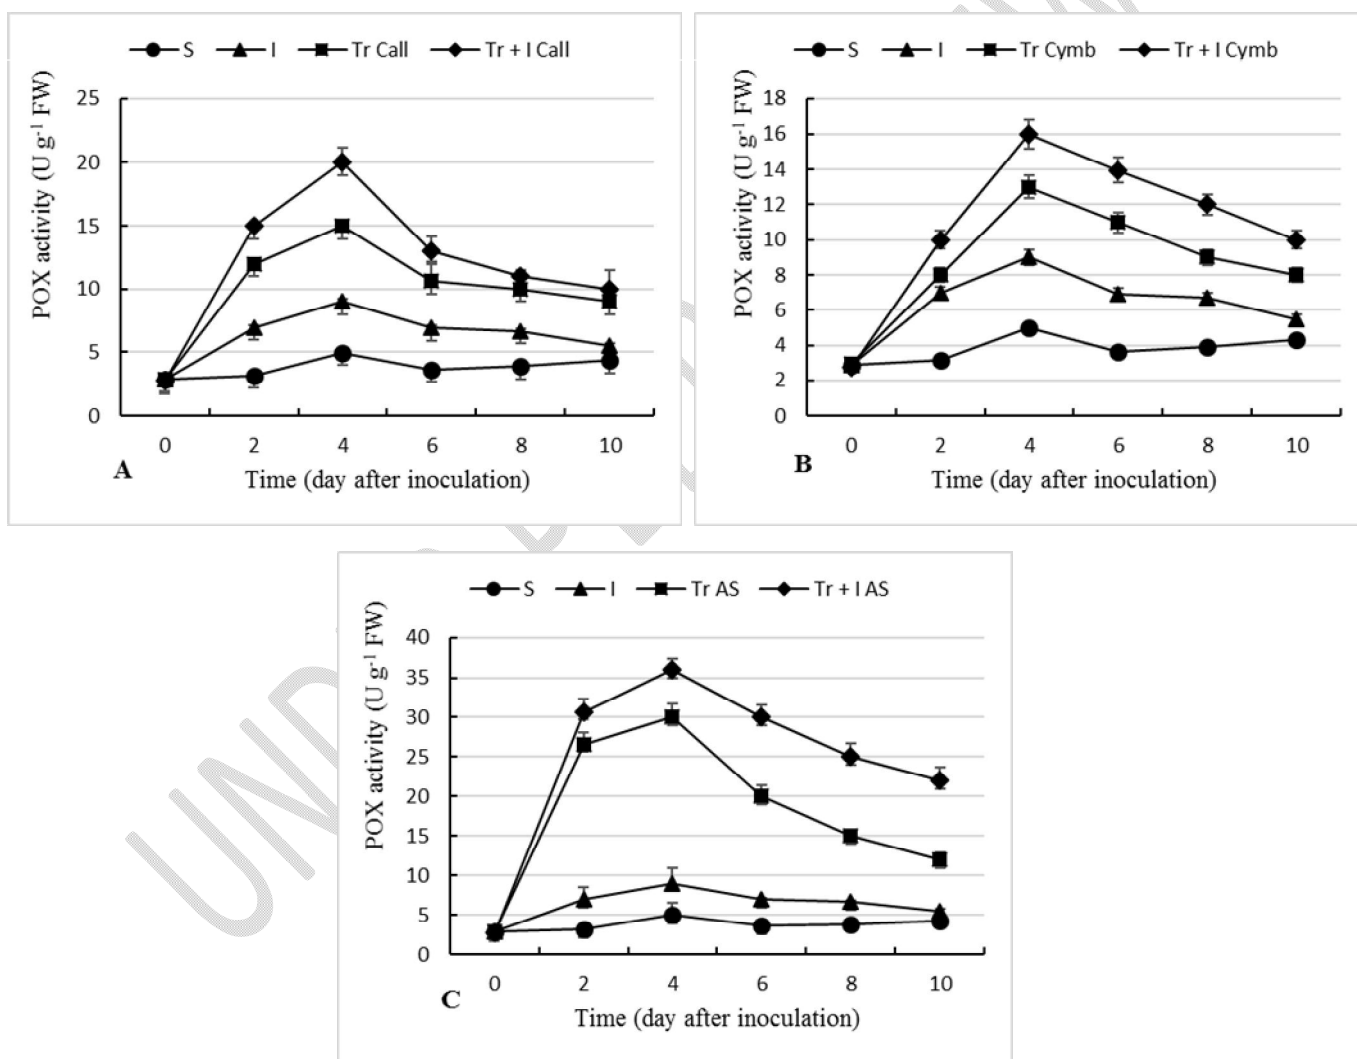 S I Tr Call Tr + I Call
POX activity (U g⁻¹ FW)
25
20
15
10
5
0
0 2 4 6 8 10
A
Time (day after inoculation)
S I Tr Cymb Tr + I Cymb
POX activity (U g⁻¹ FW)
18
16
14
12
10
8
6
4
2
0
0 2 4 6 8 10
B
Time (day after inoculation)
S I Tr AS Tr + I AS
POX activity (U g⁻¹ FW)
40
35
30
25
20
15
10
5
0
0 2 4 6 8 10
C
Time (day after inoculation)